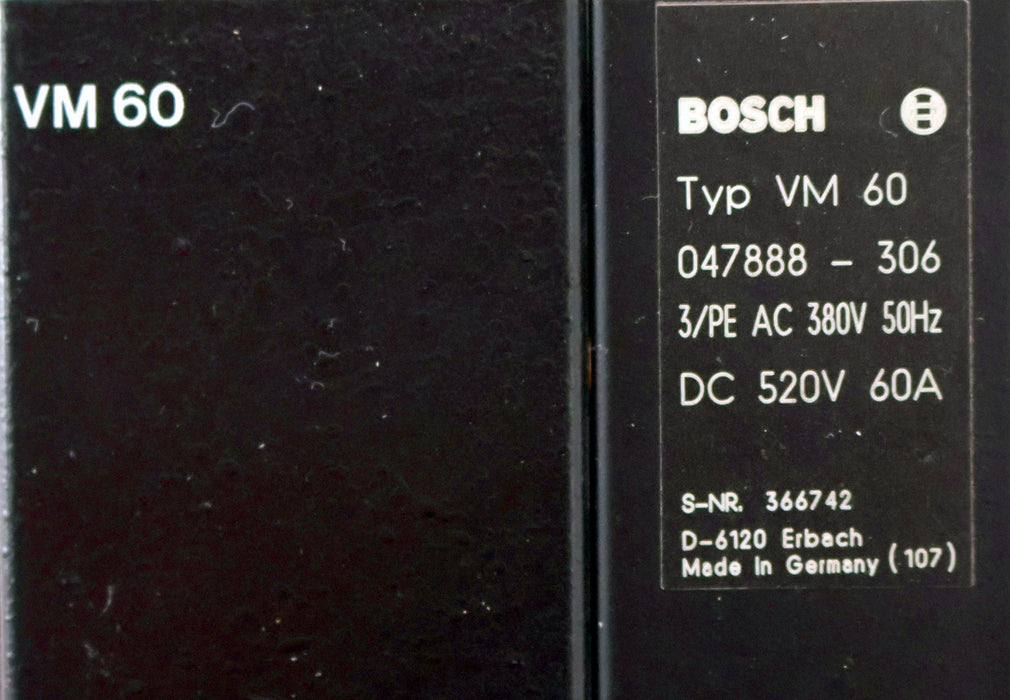 VM 60
BOSCH
Typ VM 60
047888 - 306
3/PE AC 380V 50Hz
DC 520V 60A
S-NR. 366742
D-6120 Erbach
Made in Germany (107)